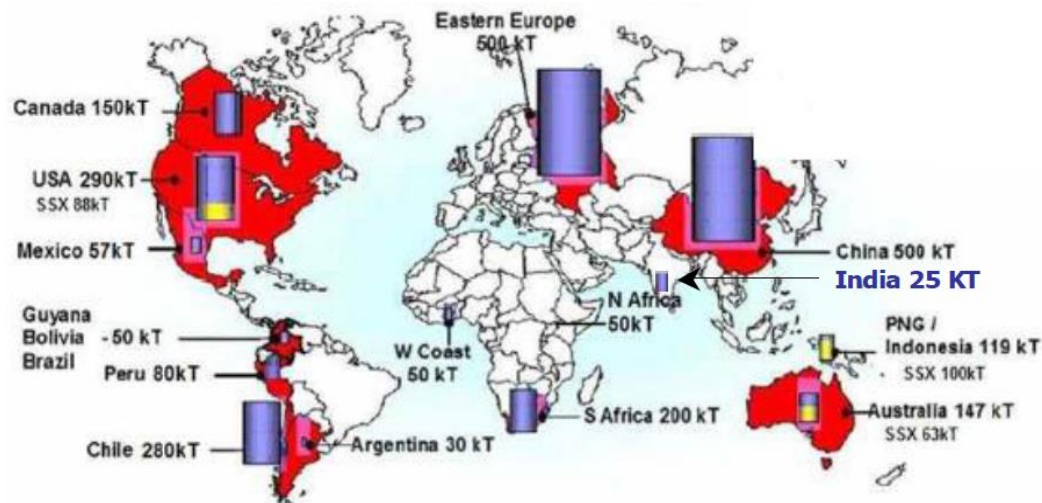 Eastern Europe
500 kT
Canada 150kT
USA 290kT
SSX 88kT
Mexico 57kT
China 500 kT
India 25 KT
Guyana
Bolivia - 50 kT
Brazil
N Africa
50kT
W Coast
50 kT
PNG /
Indonesia 119 kT
SSX 100kT
Peru 80kT
S Africa 200 kT
Australia 147 kT
SSX 63kT
Chile 280kT
Argentina 30 kT